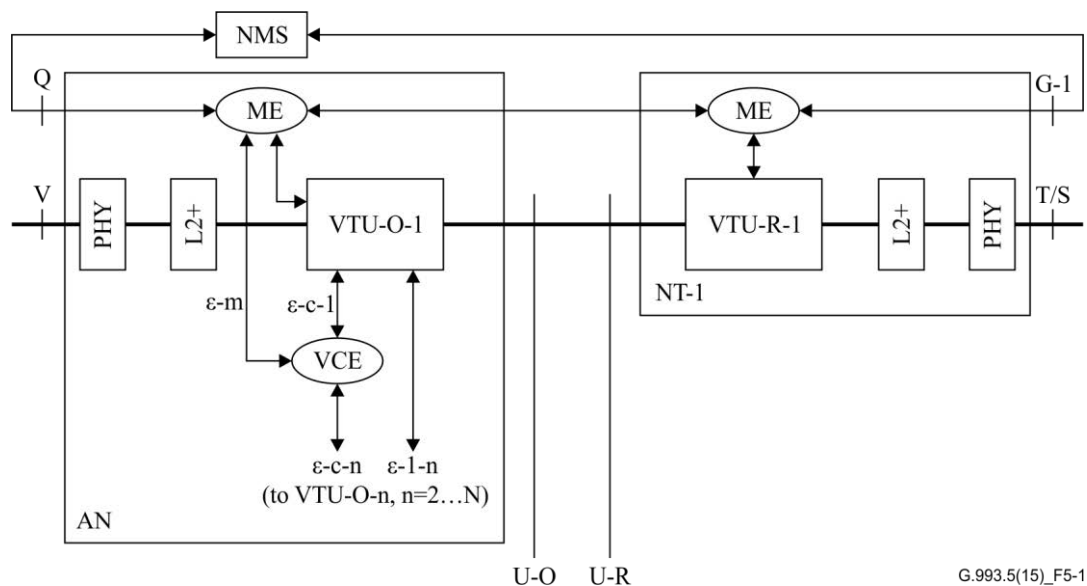 NMS
Q
G-1
ME
ME
V
T/S
PHY
L2+
VTU-O-1
VTU-R-1
L2+
PHY
NT-1
ε-m
ε-c-1
VCE
ε-c-n
ε-1-n
(to VTU-O-n, n=2…N)
AN
U-O
U-R
G.993.5(15)_F5-1